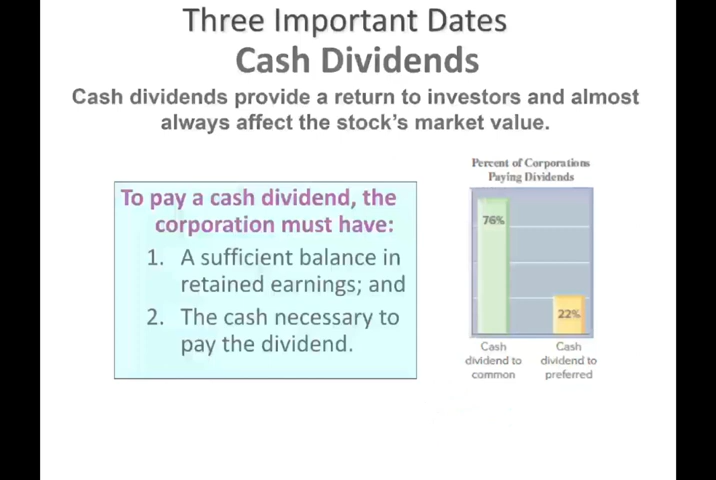 Three Important Dates
Cash Dividends
Cash dividends provide a return to investors and almost
always affect the stock's market value.
To pay a cash dividend, the
corporation must have:
1. A sufficient balance in
retained earnings; and
2. The cash necessary to
pay the dividend.
Percent of Corporations
Paying Dividends
76%
22%
Cash
dividend to
common
Cash
dividend to
preferred